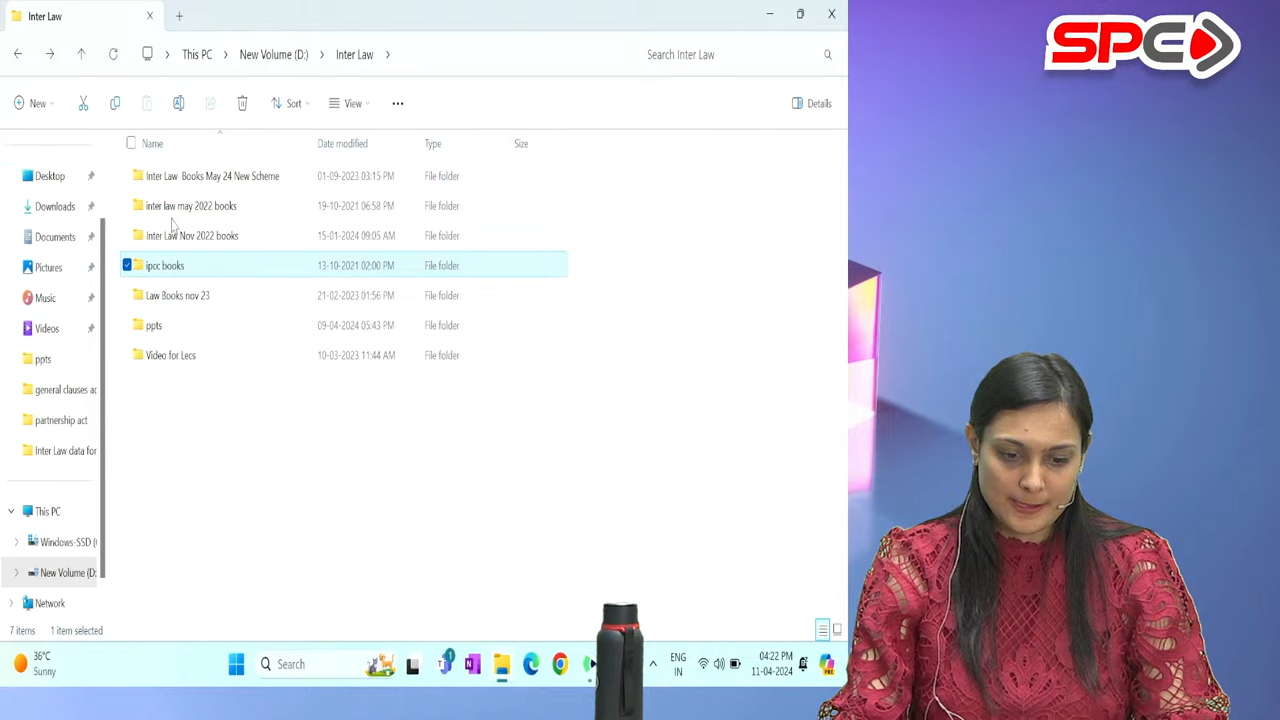 Inter Law
SPC
This PC > New Volume (D:) > Inter Law
Search Inter Law
New
Sort
View
Details
Name
Date modified
Type
Size
Desktop
Inter Law Books May 24 New Scheme 01-09-2023 03:15 PM File folder
Downloads
inter law may 2022 books 19-10-2021 06:58 PM File folder
Documents
Inter Law Nov 2022 books 15-01-2024 09:05 AM File folder
Pictures
ipcc books 13-10-2021 02:00 PM File folder
Music
Law Books nov 23 21-02-2023 01:56 PM File folder
Videos
ppts 09-04-2024 05:43 PM File folder
ppts
Video for Lecs 10-03-2023 11:44 AM File folder
general clauses ac
partnership act
Inter Law data for
This PC
Windows-SSD (
New Volume (D:
Network
7 items
1 item selected
36°C
Sunny
Search
1
ENG
IN
04:22 PM
11-04-2024